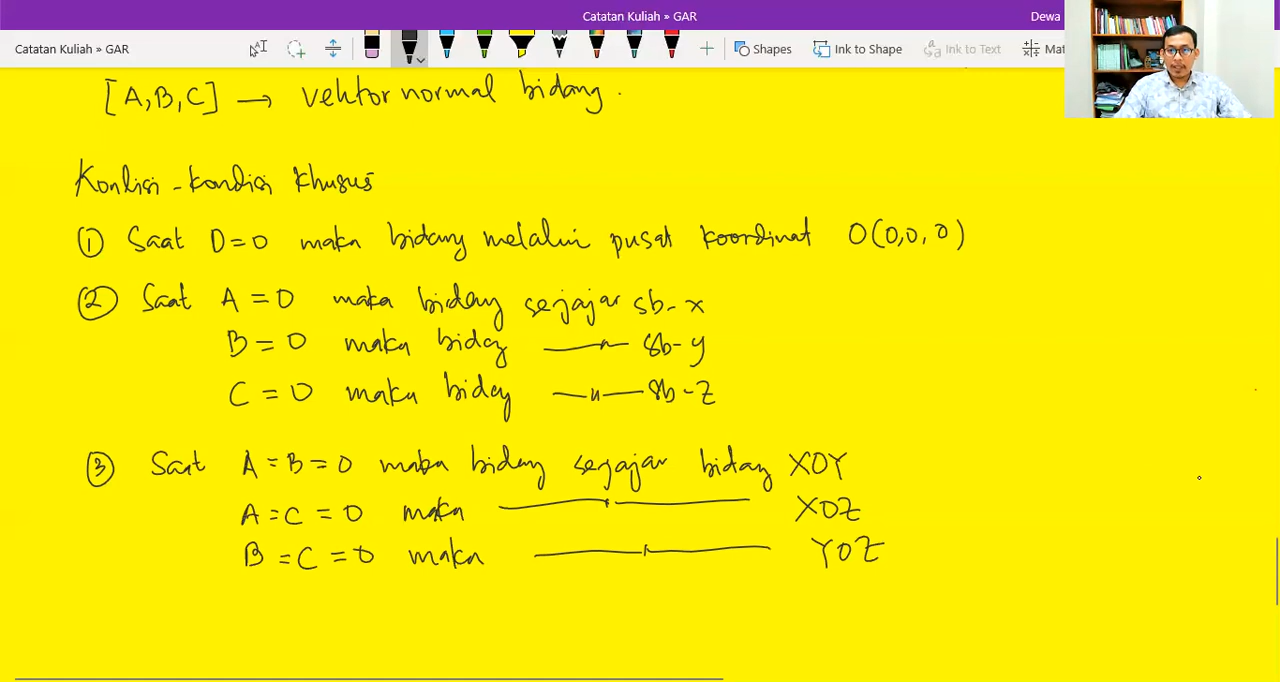 Catatan Kuliah » GAR
Dewa
Catatan Kuliah » GAR
Shapes
Ink to Shape
Ink to Text
Mat
[A,B,C] → vektor normal bidang.
Kondisi - kondisi khusus
① Saat D=0 maka bidang melalui pusat koordinat O(0,0,0)
② Saat A=0 maka bidang sejajar sb-x
B=0 maka bidang —"— sb-y
C=0 maka bidang —"— sb-z
③ Saat A=B=0 maka bidang sejajar bidang XOY
A=C=0 maka —"— XOZ
B=C=0 maka —"— YOZ